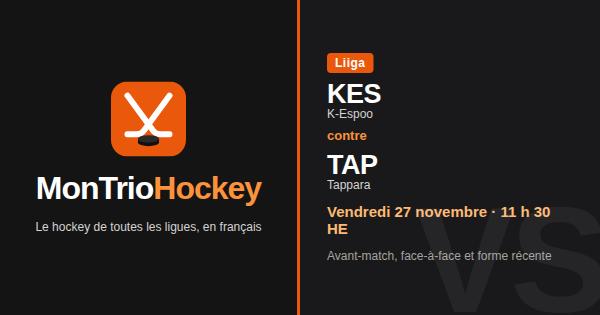 MonTrioHockey
Le hockey de toutes les ligues, en français
Liiga
KES
K-Espoo
contre
TAP
Tappara
Vendredi 27 novembre · 11 h 30
HE
Avant-match, face-à-face et forme récente
VS